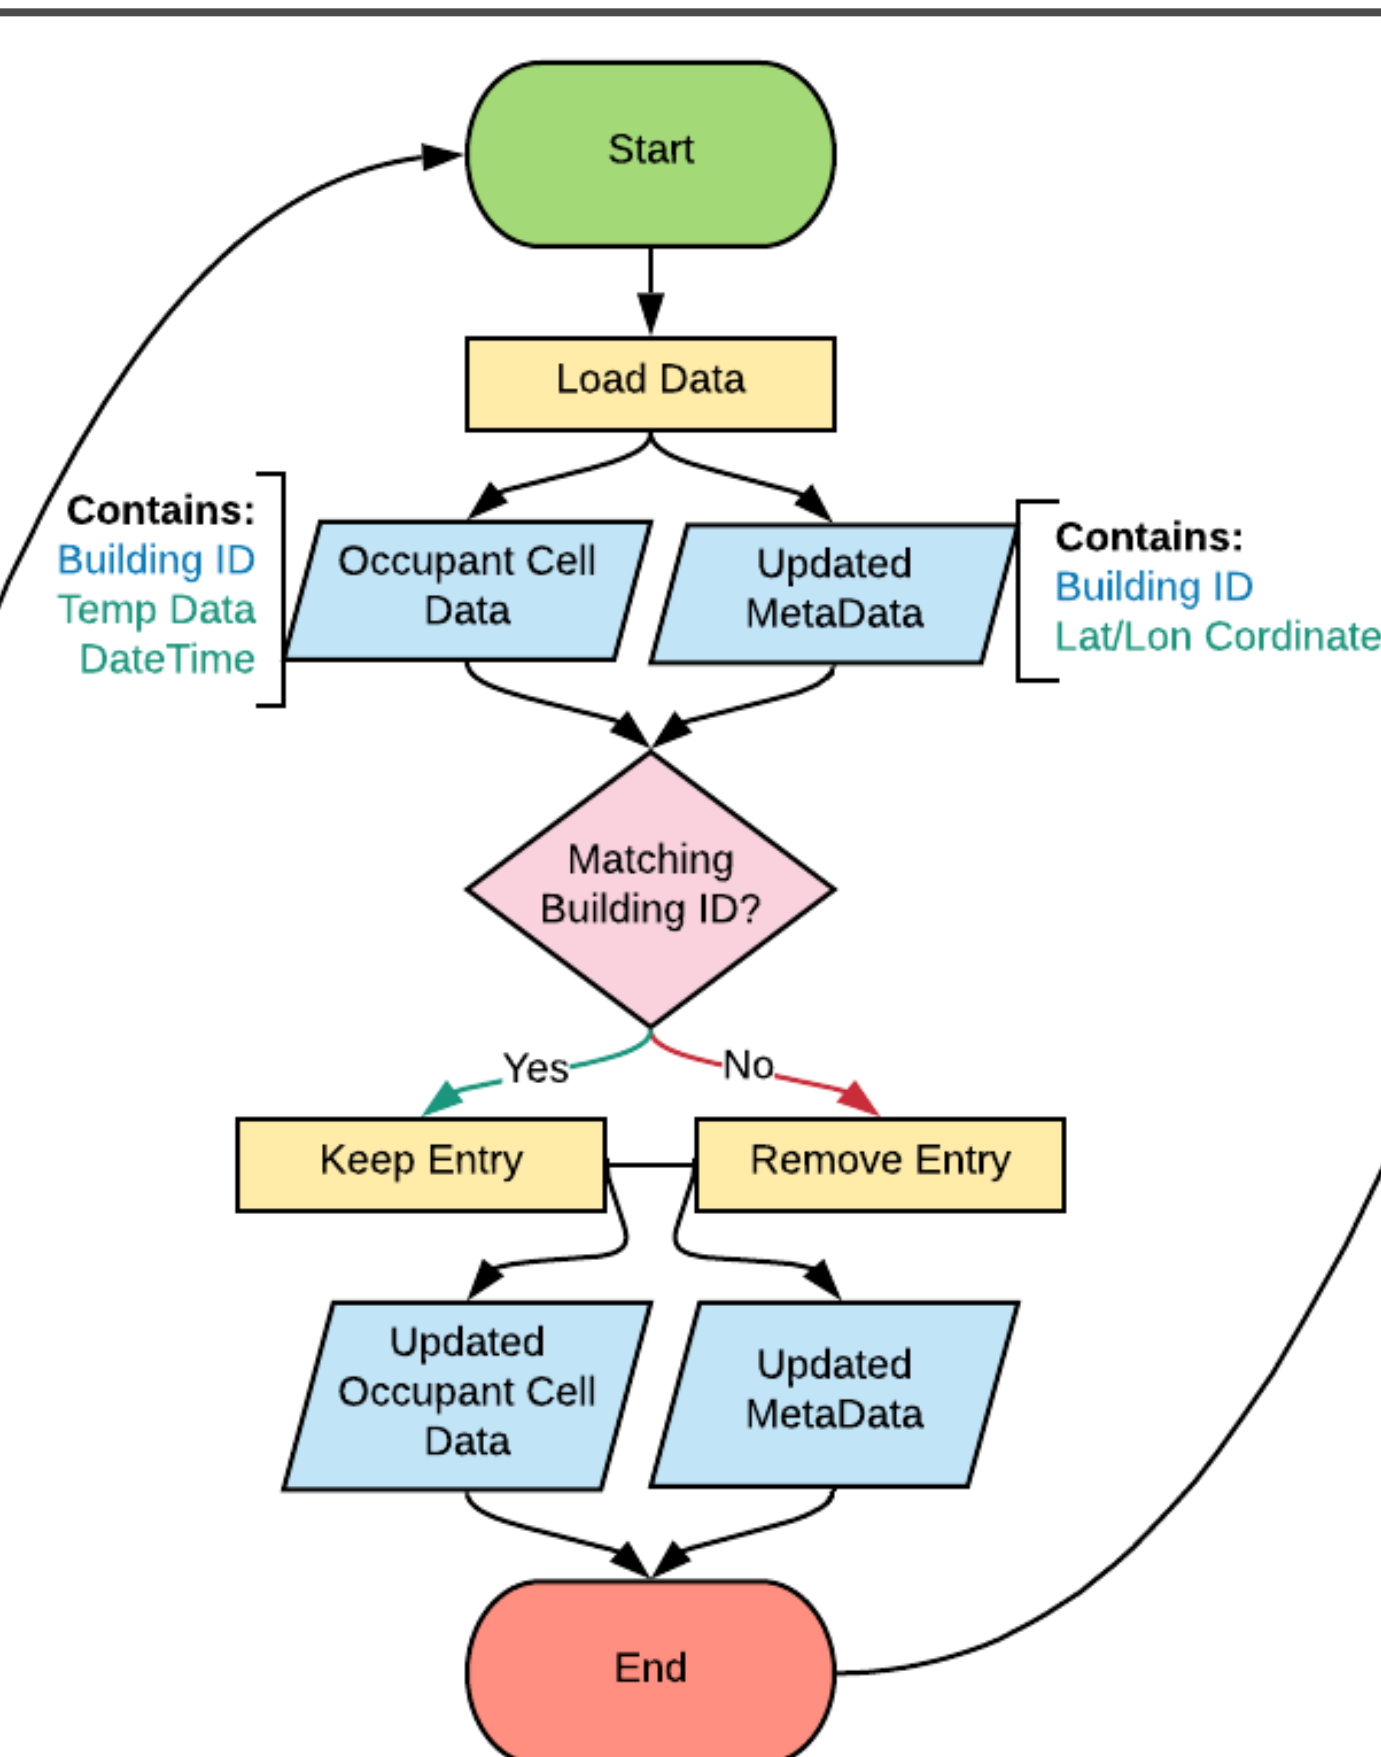 Start
Load Data
Contains:
Building ID
Temp Data
DateTime
Occupant Cell
Data
Updated
MetaData
Contains:
Building ID
Lat/Lon Cordinate
Matching
Building ID?
Yes
No
Keep Entry
Remove Entry
Updated
Occupant Cell
Data
Updated
MetaData
End